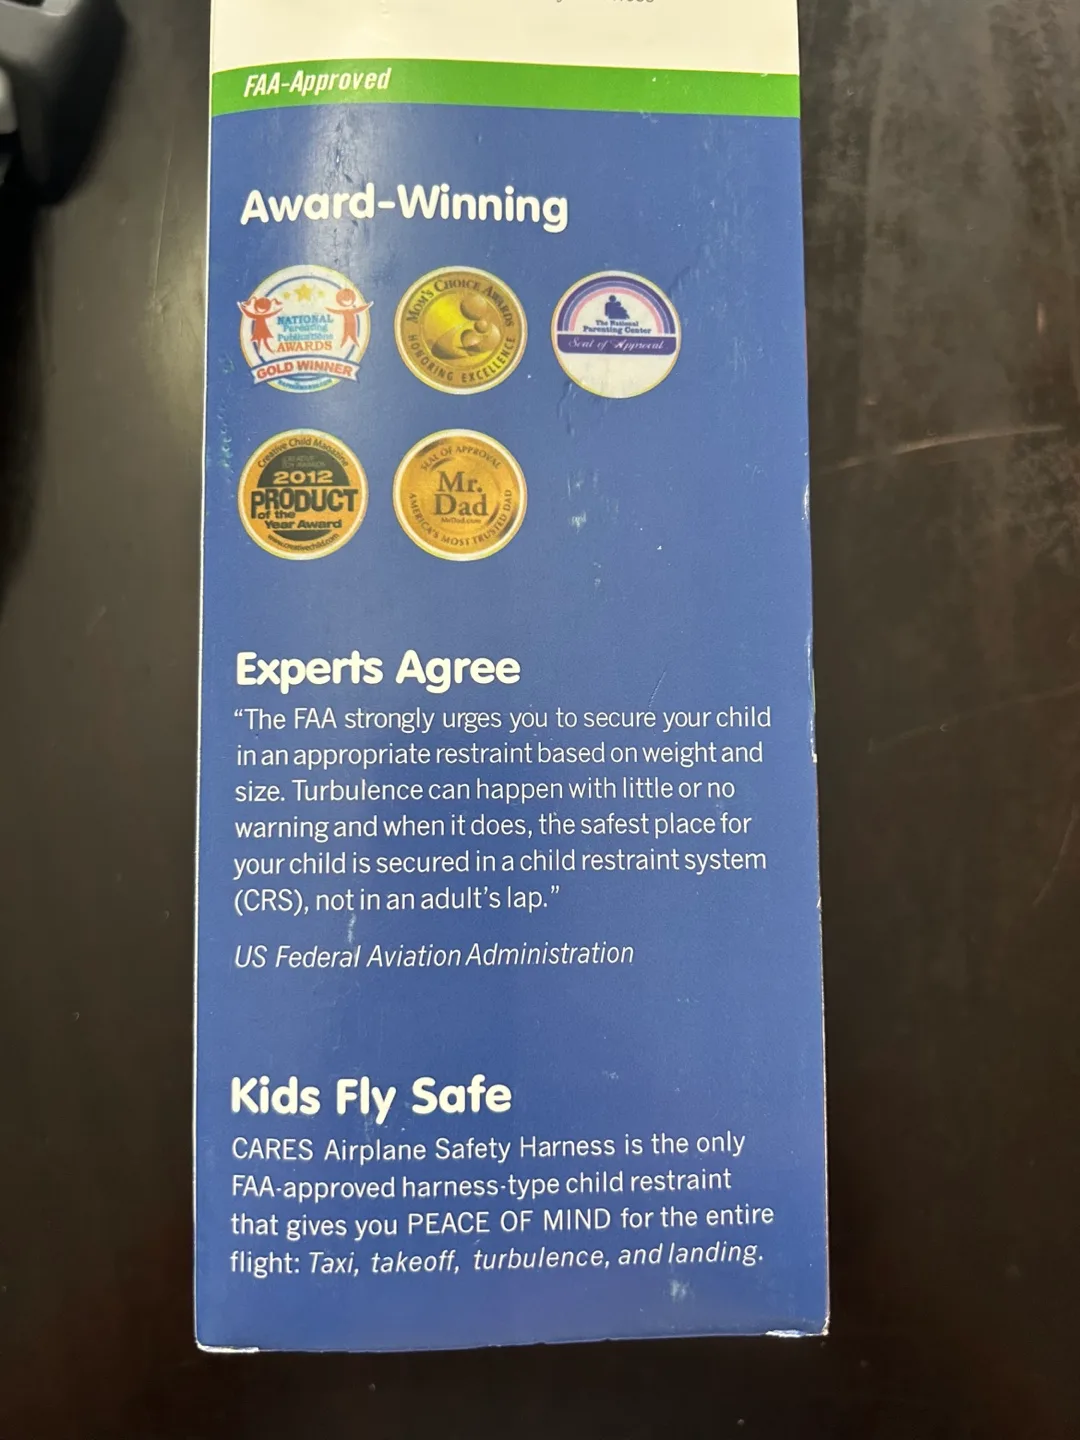 FAA-Approved
Award-Winning
NATIONAL
Parenting
Publications
AWARDS
GOLD WINNER
MOM'S CHOICE AWARDS
HONORING EXCELLENCE
The National
Parenting Center
Seal of Approval
Creative Child Magazine
2012
PRODUCT
of the
Year Award
www.creativechild.com
SEAL OF APPROVAL
Mr.
Dad
MrDad.com
AMERICA'S MOST TRUSTED DAD
Experts Agree
“The FAA strongly urges you to secure your child
in an appropriate restraint based on weight and
size. Turbulence can happen with little or no
warning and when it does, the safest place for
your child is secured in a child restraint system
(CRS), not in an adult’s lap.”
US Federal Aviation Administration
Kids Fly Safe
CARES Airplane Safety Harness is the only
FAA-approved harness-type child restraint
that gives you PEACE OF MIND for the entire
flight: Taxi, takeoff, turbulence, and landing.